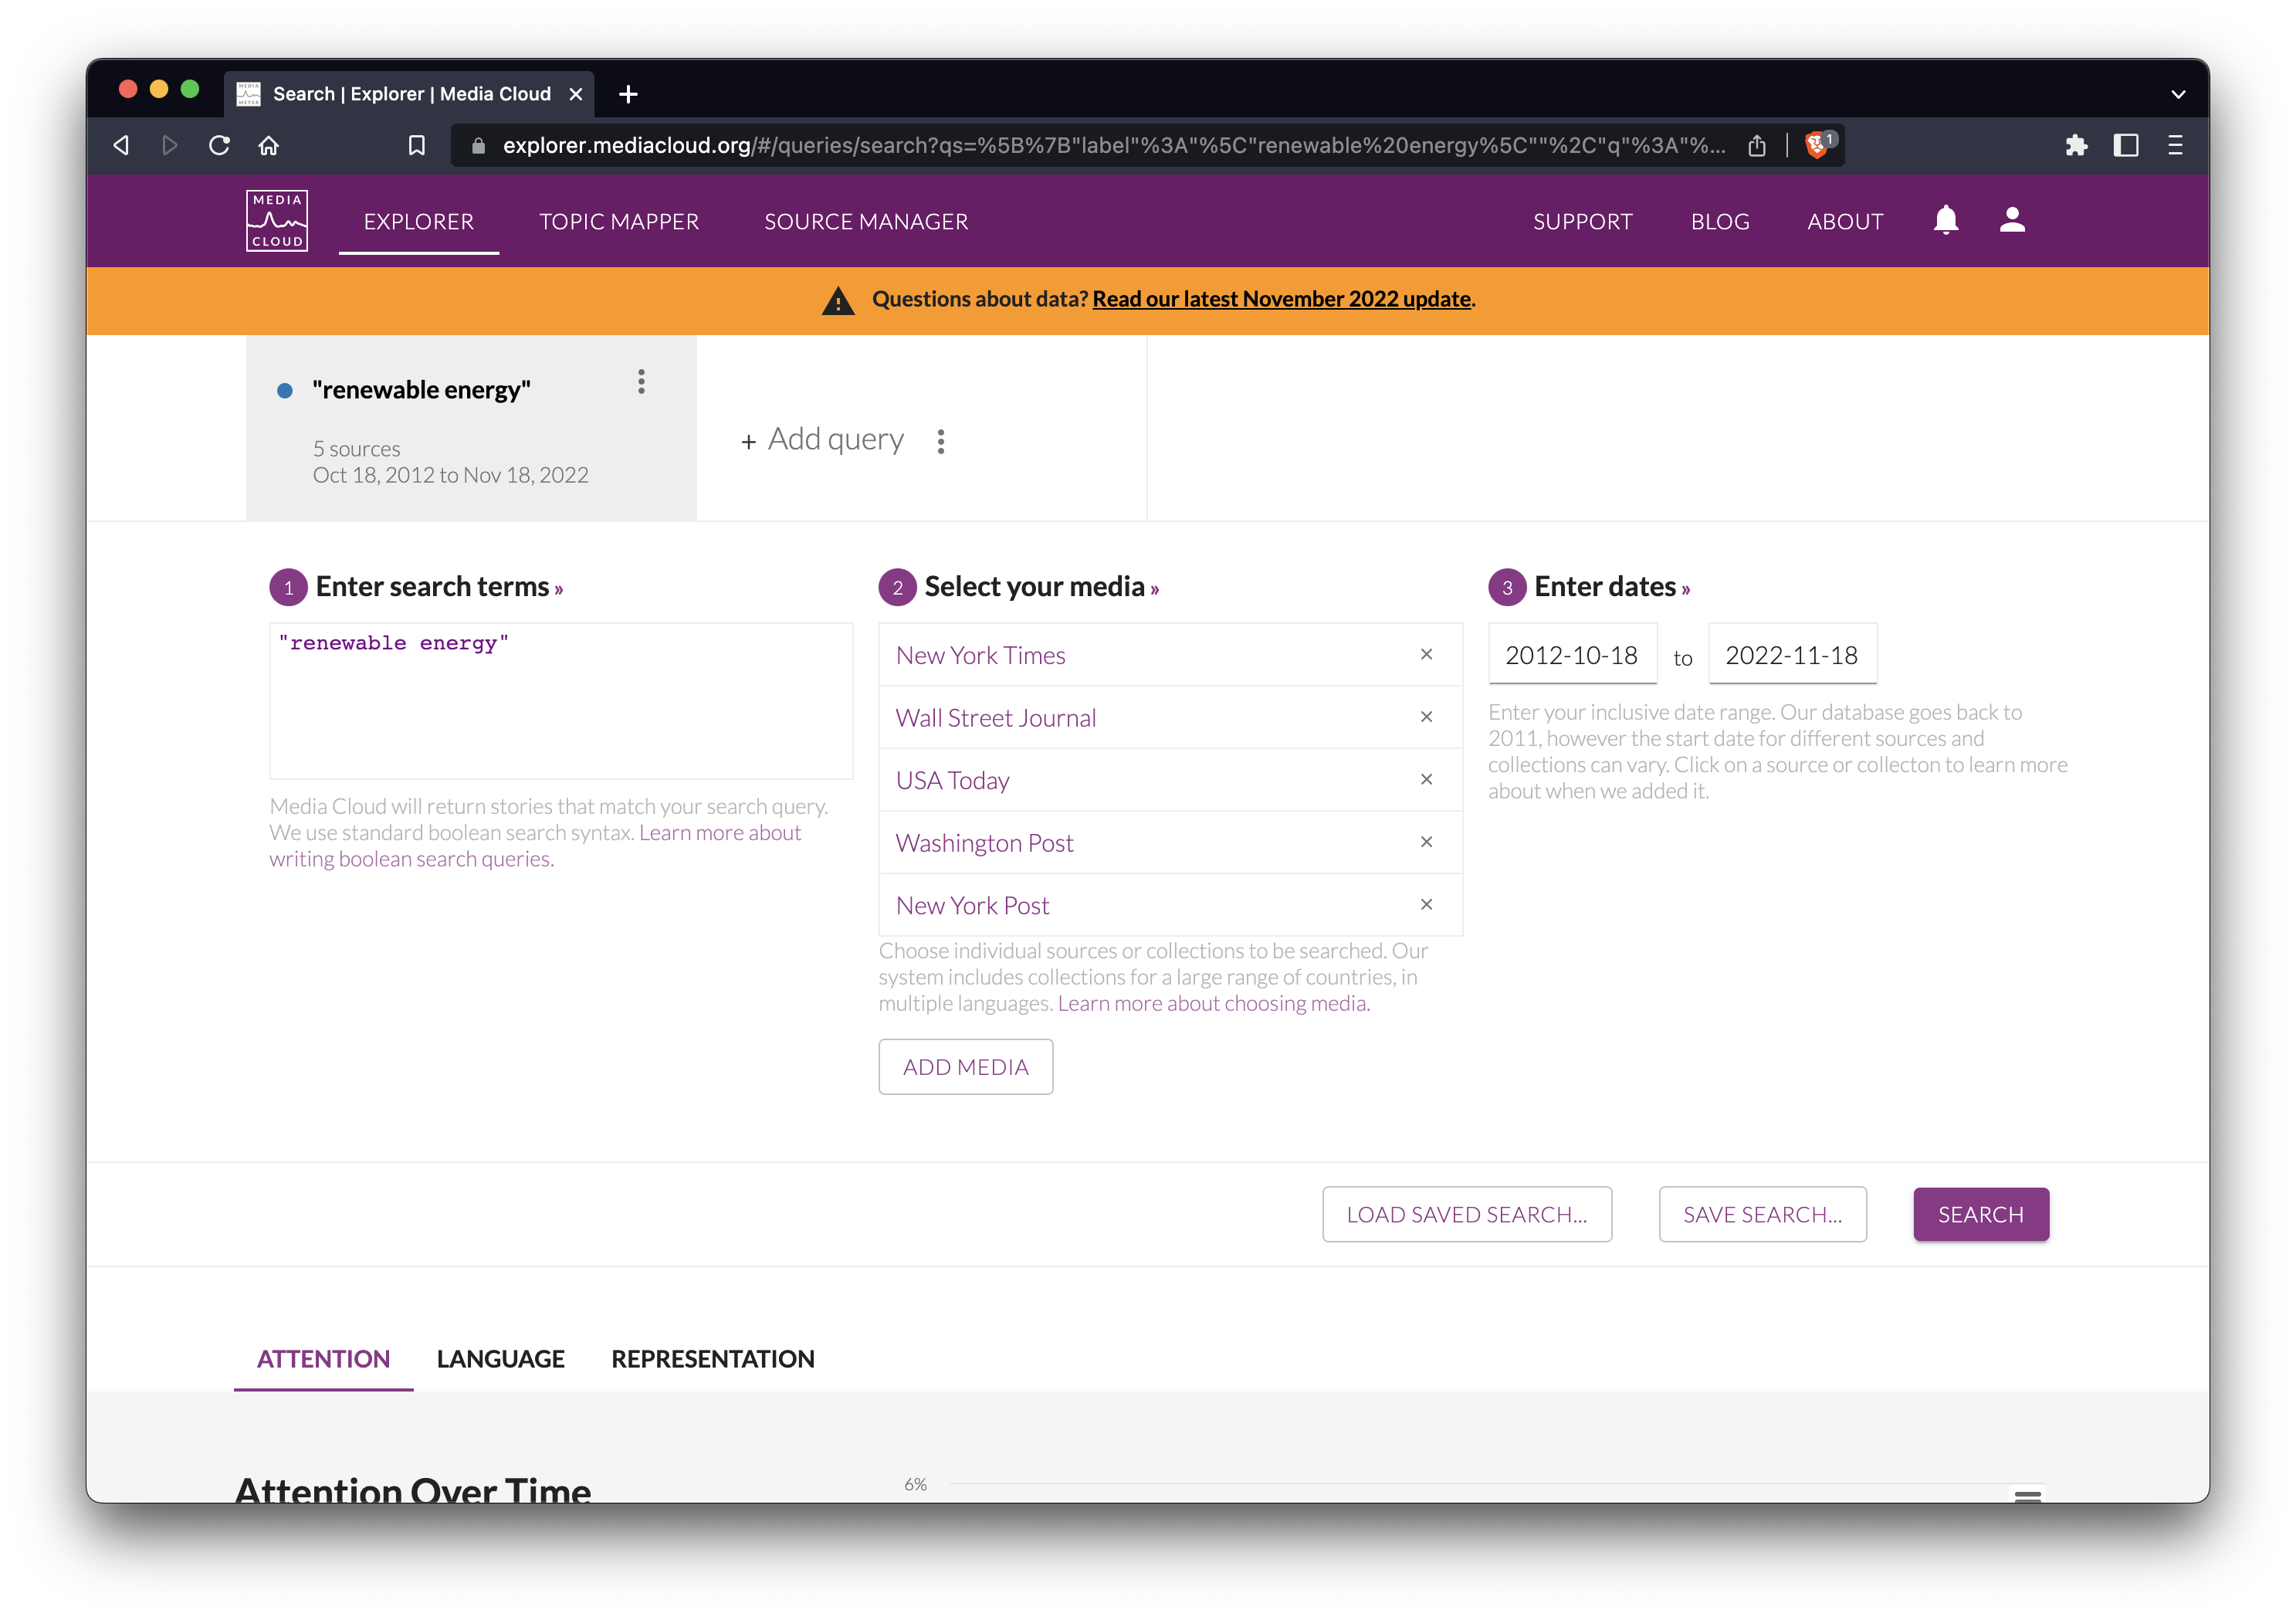 Search | Explorer | Media Cloud
explorer.mediacloud.org/#/queries/search?qs=%5B%7B"label"%3A"%5C"renewable%20energy%5C""%2C"q"%3A"%...
1
MEDIA
CLOUD
EXPLORER
TOPIC MAPPER
SOURCE MANAGER
SUPPORT
BLOG
ABOUT
Questions about data? Read our latest November 2022 update.
"renewable energy"
5 sources
Oct 18, 2012 to Nov 18, 2022
+ Add query
1 Enter search terms »
"renewable energy"
Media Cloud will return stories that match your search query.
We use standard boolean search syntax. Learn more about
writing boolean search queries.
2 Select your media »
New York Times
Wall Street Journal
USA Today
Washington Post
New York Post
Choose individual sources or collections to be searched. Our
system includes collections for a large range of countries, in
multiple languages. Learn more about choosing media.
ADD MEDIA
3 Enter dates »
2012-10-18 to 2022-11-18
Enter your inclusive date range. Our database goes back to
2011, however the start date for different sources and
collections can vary. Click on a source or collecton to learn more
about when we added it.
LOAD SAVED SEARCH...
SAVE SEARCH...
SEARCH
ATTENTION
LANGUAGE
REPRESENTATION
Attention Over Time
6%